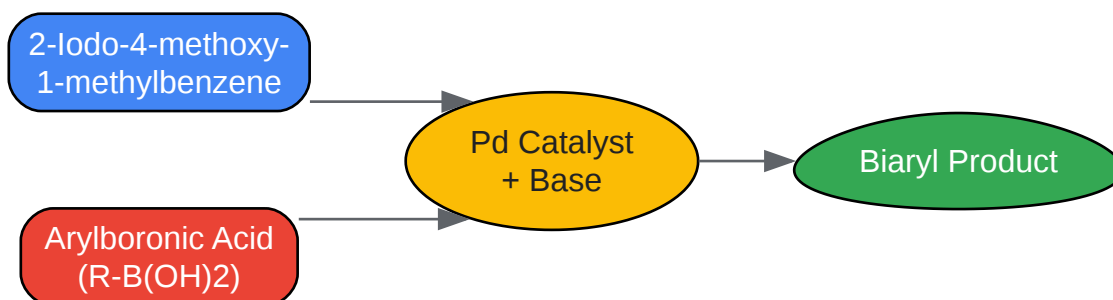 2-Iodo-4-methoxy-
1-methylbenzene
Pd Catalyst
+ Base
Biaryl Product
Arylboronic Acid
(R-B(OH)2)